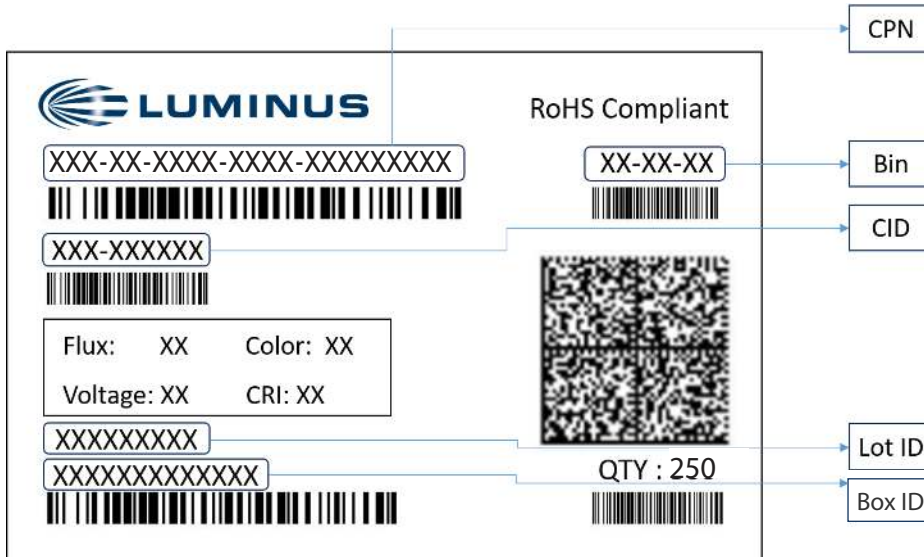 CPN
LUMINUS
RoHS Compliant
XXX-XX-XXXX-XXXX-XXXXXXXXX
XX-XX-XX
Bin
XXX-XXXXXX
CID
Flux: XX Color: XX
Voltage: XX CRI: XX
XXXXXXXXX
Lot ID
XXXXXXXXXXXXX
QTY : 250
Box ID